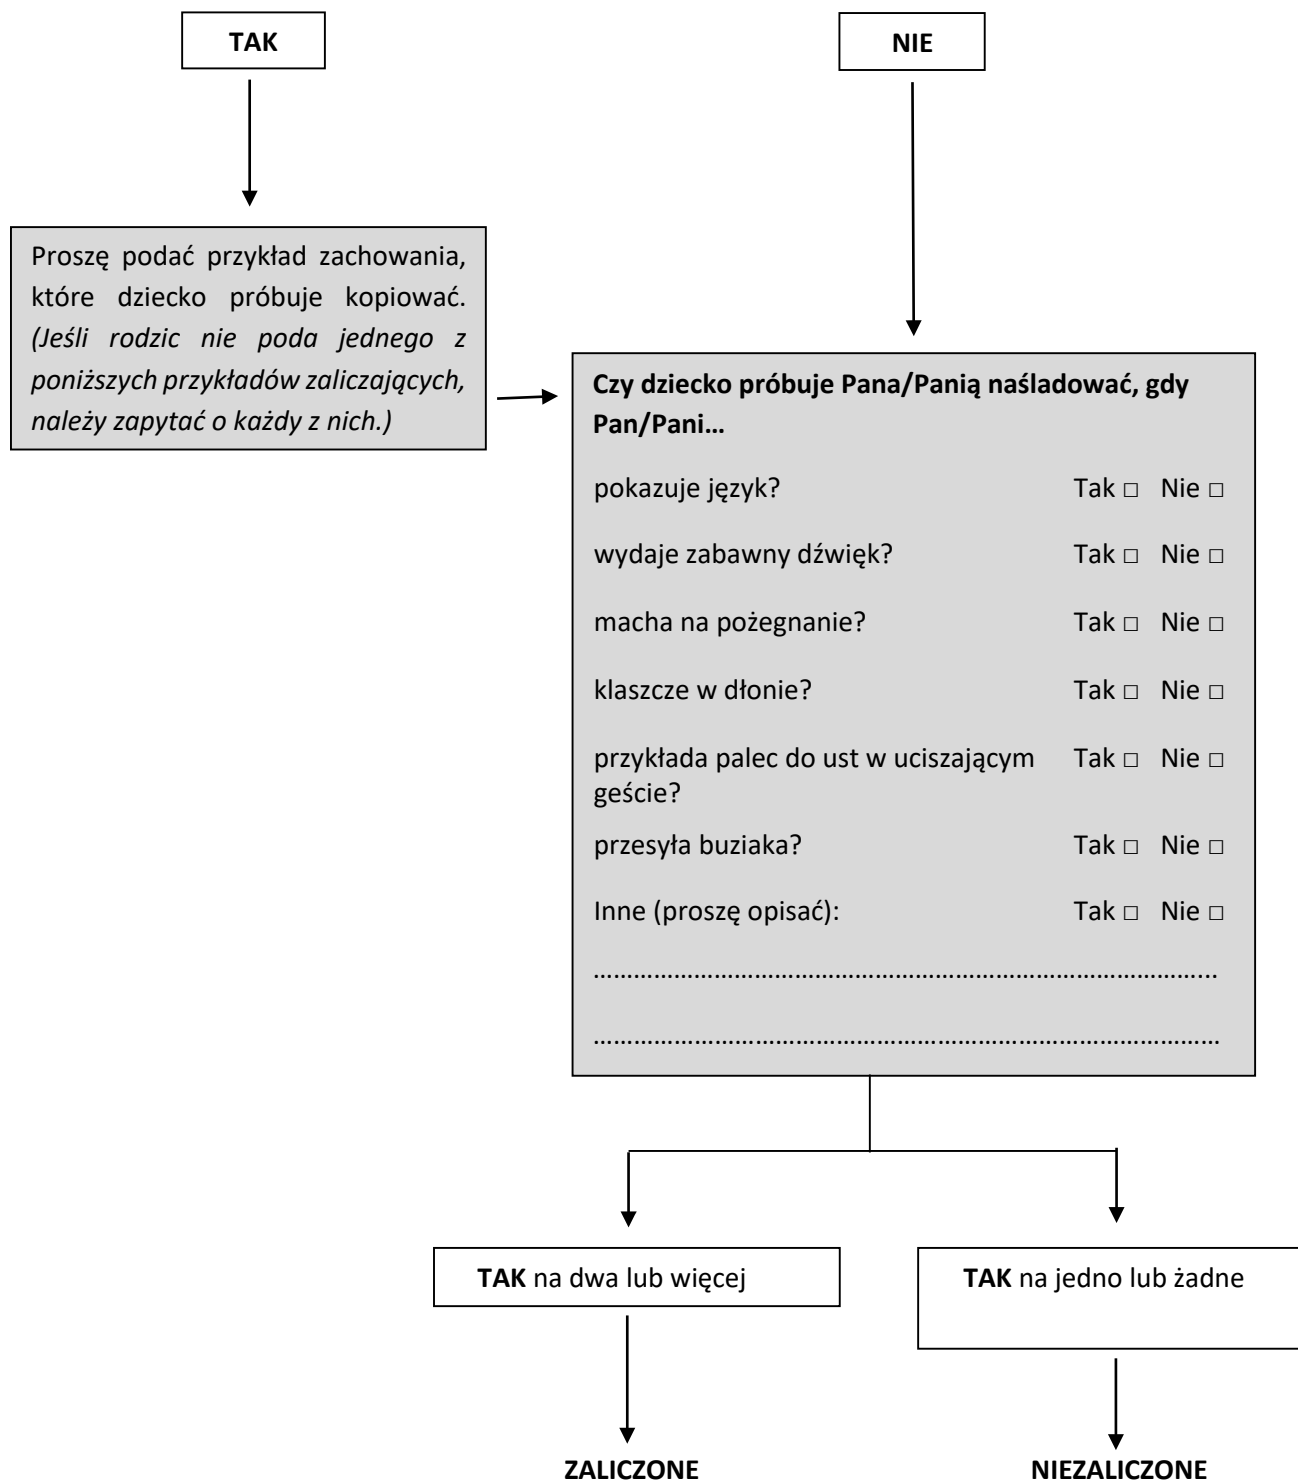 TAK
NIE
Proszę podać przykład zachowania,
które dziecko próbuje kopiować.
(Jeśli rodzic nie poda jednego z
poniższych przykładów zaliczających,
należy zapytać o każdy z nich.)
Czy dziecko próbuje Pana/Panią naśladować, gdy
Pan/Pani…
pokazuje język? Tak □ Nie □
wydaje zabawny dźwięk? Tak □ Nie □
macha na pożegnanie? Tak □ Nie □
klaszcze w dłonie? Tak □ Nie □
przykłada palec do ust w uciszającym Tak □ Nie □
geście?
przesyła buziaka? Tak □ Nie □
Inne (proszę opisać): Tak □ Nie □
…………………………………………………………………………………...
…………………………………………………………………………………
TAK na dwa lub więcej
TAK na jedno lub żadne
ZALICZONE
NIEZALICZONE